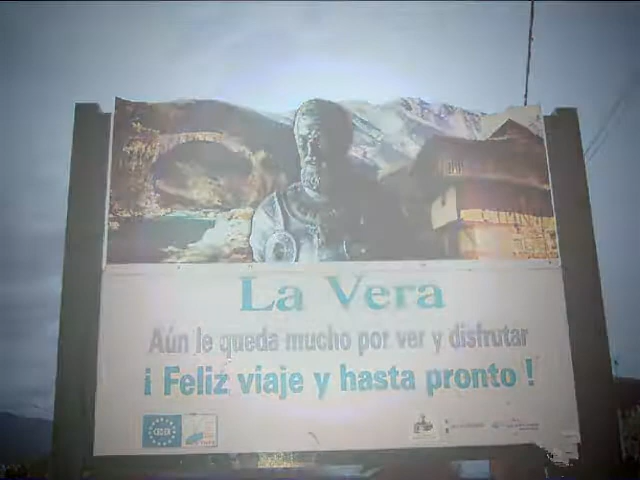 La Vera
Aún le queda mucho por ver y disfrutar
¡ Feliz viaje y hasta pronto !